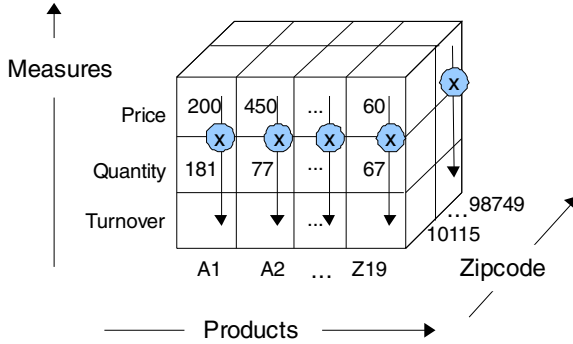 Measures
Price 200 450 ... 60
x x x x x
Quantity 181 77 ... 67
Turnover ...
... 98749
10115
A1 A2 ... Z19
Zipcode
Products